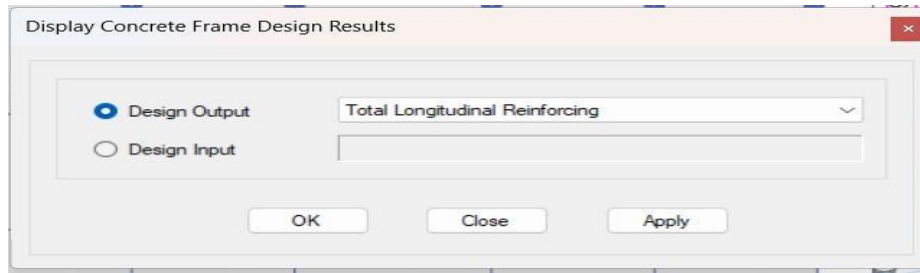 Display Concrete Frame Design Results
Design Output Total Longitudinal Reinforcing
Design Input
OK Close Apply